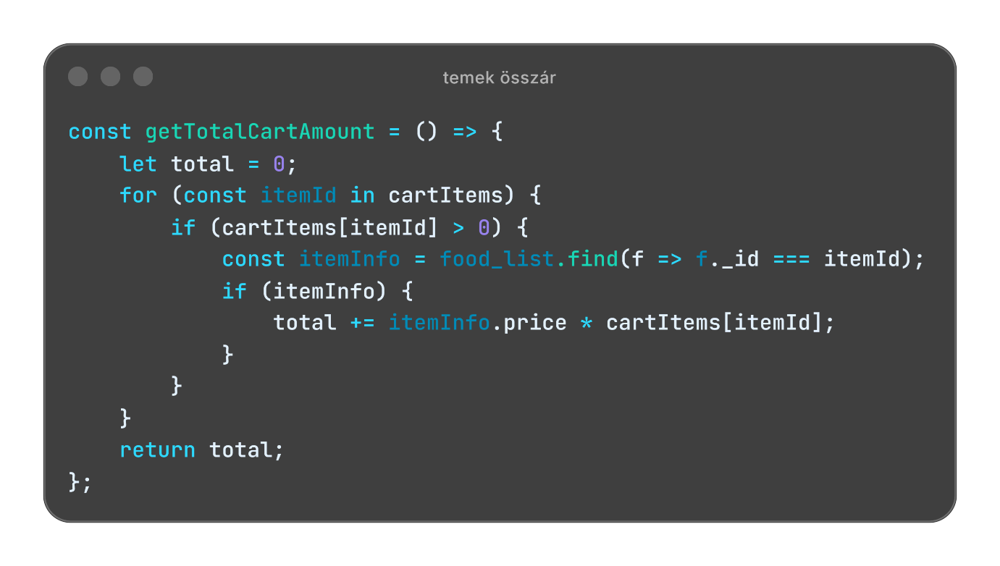 temek összár
const getTotalCartAmount = () => {
    let total = 0;
    for (const itemId in cartItems) {
        if (cartItems[itemId] > 0) {
            const itemInfo = food_list.find(f => f._id === itemId);
            if (itemInfo) {
                total += itemInfo.price * cartItems[itemId];
            }
        }
    }
    return total;
};